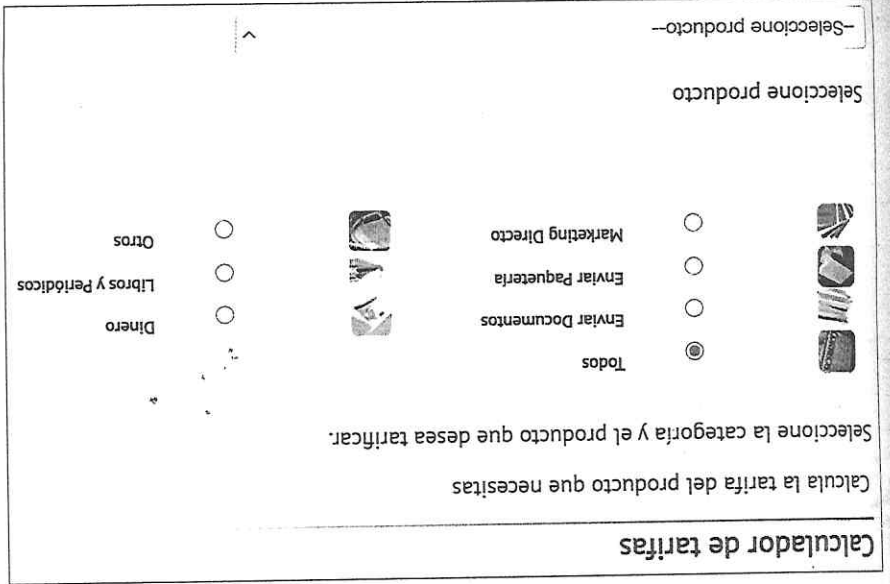 Calculador de tarifas
Calcula la tarifa del producto que necesitas
Seleccione la categoría y el producto que desea tarificar.
Todos
Enviar Documentos
Dinero
Enviar Paquetería
Libros y Periódicos
Marketing Directo
Otros
Seleccione producto
--Seleccione producto--